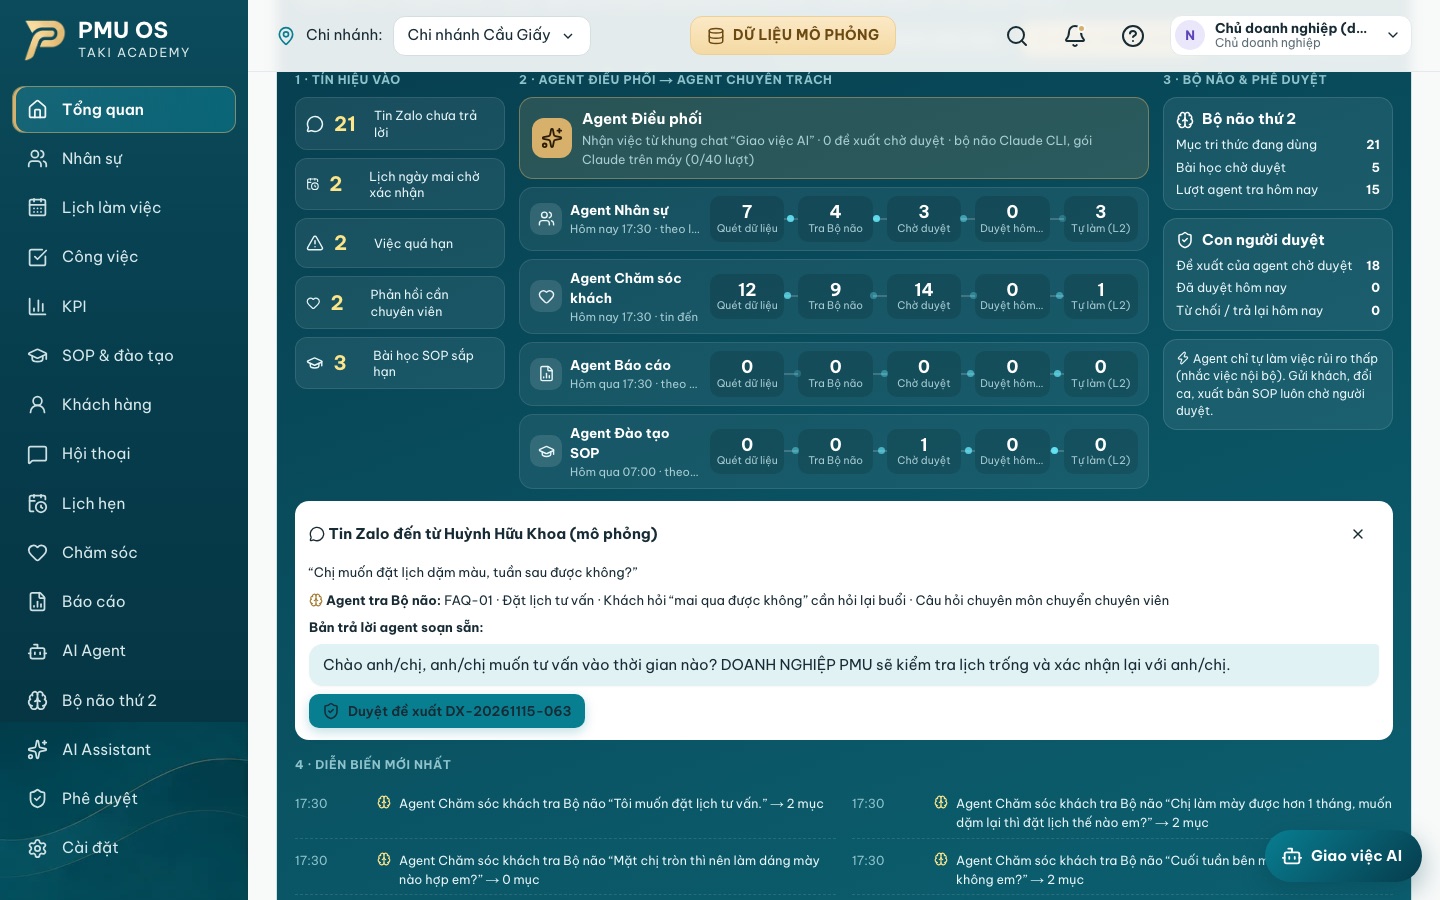 PMU OS
TAKI ACADEMY
Tổng quan
Nhân sự
Lịch làm việc
Công việc
KPI
SOP & đào tạo
Khách hàng
Hội thoại
Lịch hẹn
Chăm sóc
Báo cáo
AI Agent
Bộ não thứ 2
AI Assistant
Phê duyệt
Cài đặt
Chi nhánh:
Chi nhánh Cầu Giấy
DỮ LIỆU MÔ PHỎNG
N
Chủ doanh nghiệp (d...
Chủ doanh nghiệp
1 · TÍN HIỆU VÀO
21 Tin Zalo chưa trả
lời
2 Lịch ngày mai chờ
xác nhận
2 Việc quá hạn
2 Phản hồi cần
chuyên viên
3 Bài học SOP sắp
hạn
2 · AGENT ĐIỀU PHỐI → AGENT CHUYÊN TRÁCH
Agent Điều phối
Nhận việc từ khung chat “Giao việc AI” · 0 đề xuất chờ duyệt · bộ não Claude CLI, gói
Claude trên máy (0/40 lượt)
Agent Nhân sự
Hôm nay 17:30 · theo l...
7 4 3 0 3
Quét dữ liệu Tra Bộ não Chờ duyệt Duyệt hôm... Tự làm (L2)
Agent Chăm sóc
khách
Hôm nay 17:30 · tin đến
12 9 14 0 1
Quét dữ liệu Tra Bộ não Chờ duyệt Duyệt hôm... Tự làm (L2)
Agent Báo cáo
Hôm qua 17:30 · theo ...
0 0 0 0 0
Quét dữ liệu Tra Bộ não Chờ duyệt Duyệt hôm... Tự làm (L2)
Agent Đào tạo
SOP
Hôm qua 07:00 · theo...
0 0 1 0 0
Quét dữ liệu Tra Bộ não Chờ duyệt Duyệt hôm... Tự làm (L2)
3 · BỘ NÃO & PHÊ DUYỆT
Bộ não thứ 2
Mục tri thức đang dùng 21
Bài học chờ duyệt 5
Lượt agent tra hôm nay 15
Con người duyệt
Đề xuất của agent chờ duyệt 18
Đã duyệt hôm nay 0
Từ chối / trả lại hôm nay 0
Agent chỉ tự làm việc rủi ro thấp
(nhắc việc nội bộ). Gửi khách, đổi
ca, xuất bản SOP luôn chờ người
duyệt.
Tin Zalo đến từ Huỳnh Hữu Khoa (mô phỏng)
“Chị muốn đặt lịch dặm màu, tuần sau được không?”
Agent tra Bộ não: FAQ-01 · Đặt lịch tư vấn · Khách hỏi “mai qua được không” cần hỏi lại buổi · Câu hỏi chuyên môn chuyển chuyên viên
Bản trả lời agent soạn sẵn:
Chào anh/chị, anh/chị muốn tư vấn vào thời gian nào? DOANH NGHIỆP PMU sẽ kiểm tra lịch trống và xác nhận lại với anh/chị.
Duyệt đề xuất DX-20261115-063
4 · DIỄN BIẾN MỚI NHẤT
17:30 Agent Chăm sóc khách tra Bộ não “Tôi muốn đặt lịch tư vấn.” → 2 mục
17:30 Agent Chăm sóc khách tra Bộ não “Chị làm mày được hơn 1 tháng, muốn
dặm lại thì đặt lịch thế nào em?” → 2 mục
17:30 Agent Chăm sóc khách tra Bộ não “Mặt chị tròn thì nên làm dáng mày
nào hợp em?” → 0 mục
17:30 Agent Chăm sóc khách tra Bộ não “Cuối tuần bên
không em?” → 2 mục
Giao việc AI